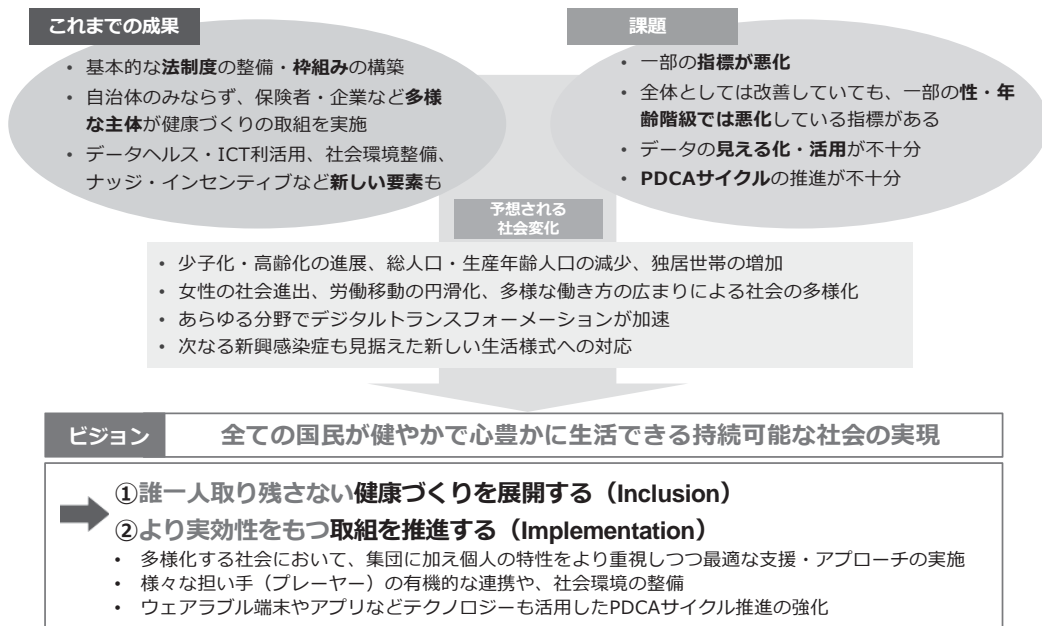 これまでの成果
・ 基本的な法制度の整備・枠組みの構築
・ 自治体のみならず、保険者・企業など多様
な主体が健康づくりの取組を実施
・ データヘルス・ICT利活用、社会環境整備、
ナッジ・インセンティブなど新しい要素も
課題
・ 一部の指標が悪化
・ 全体としては改善していても、一部の性・年
齢階級では悪化している指標がある
・ データの見える化・活用が不十分
・ PDCAサイクルの推進が不十分
予想される
社会変化
・ 少子化・高齢化の進展、総人口・生産年齢人口の減少、独居世帯の増加
・ 女性の社会進出、労働移動の円滑化、多様な働き方の広まりによる社会の多様化
・ あらゆる分野でデジタルトランスフォーメーションが加速
・ 次なる新興感染症も見据えた新しい生活様式への対応
ビジョン 全ての国民が健やかで心豊かに生活できる持続可能な社会の実現
①誰一人取り残さない健康づくりを展開する（Inclusion）
②より実効性をもつ取組を推進する（Implementation）
・ 多様化する社会において、集団に加え個人の特性をより重視しつつ最適な支援・アプローチの実施
・ 様々な担い手（プレーヤー）の有機的な連携や、社会環境の整備
・ ウェアラブル端末やアプリなどテクノロジーも活用したPDCAサイクル推進の強化